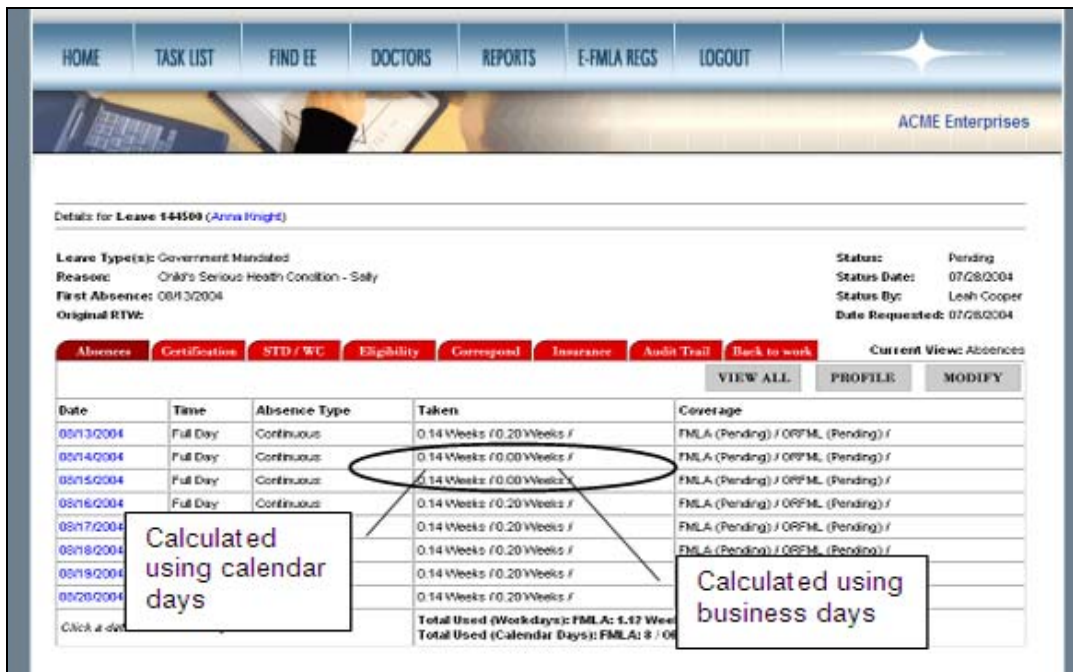 HOME TASK LIST FIND EE DOCTORS REPORTS E-FMLA REGS LOGOUT
ACME Enterprises
Details for Leave 144500 (Anna Knight)
Leave Type(s): Government Mandated
Reason: Child's Serious Health Condition - Sally
First Absence: 08/13/2004
Original RTW:
Status: Pending
Status Date: 07/28/2004
Status By: Leah Cooper
Date Requested: 07/28/2004
Absences Certification STD / WC Eligibility Correspond Insurance Audit Trail Back to work Current View: Absences
VIEW ALL PROFILE MODIFY
Date Time Absence Type Taken Coverage
08/13/2004 Full Day Continuous 0.14 Weeks / 0.20 Weeks / FMLA (Pending) / ORFML (Pending) /
08/14/2004 Full Day Continuous 0.14 Weeks / 0.00 Weeks / FMLA (Pending) / ORFML (Pending) /
08/15/2004 Full Day Continuous 0.14 Weeks / 0.00 Weeks / FMLA (Pending) / ORFML (Pending) /
08/16/2004 Full Day Continuous 0.14 Weeks / 0.20 Weeks / FMLA (Pending) / ORFML (Pending) /
08/17/2004 0.14 Weeks / 0.20 Weeks / FMLA (Pending) / ORFML (Pending) /
08/18/2004 0.14 Weeks / 0.20 Weeks / FMLA (Pending) / ORFML (Pending) /
08/19/2004 0.14 Weeks / 0.20 Weeks /
08/20/2004 0.14 Weeks / 0.20 Weeks /
Click a
Total Used (Workdays): FMLA: 1.12
Total Used (Calendar Days): FMLA: 8 /
Calculated
using calendar
days
Calculated using
business days